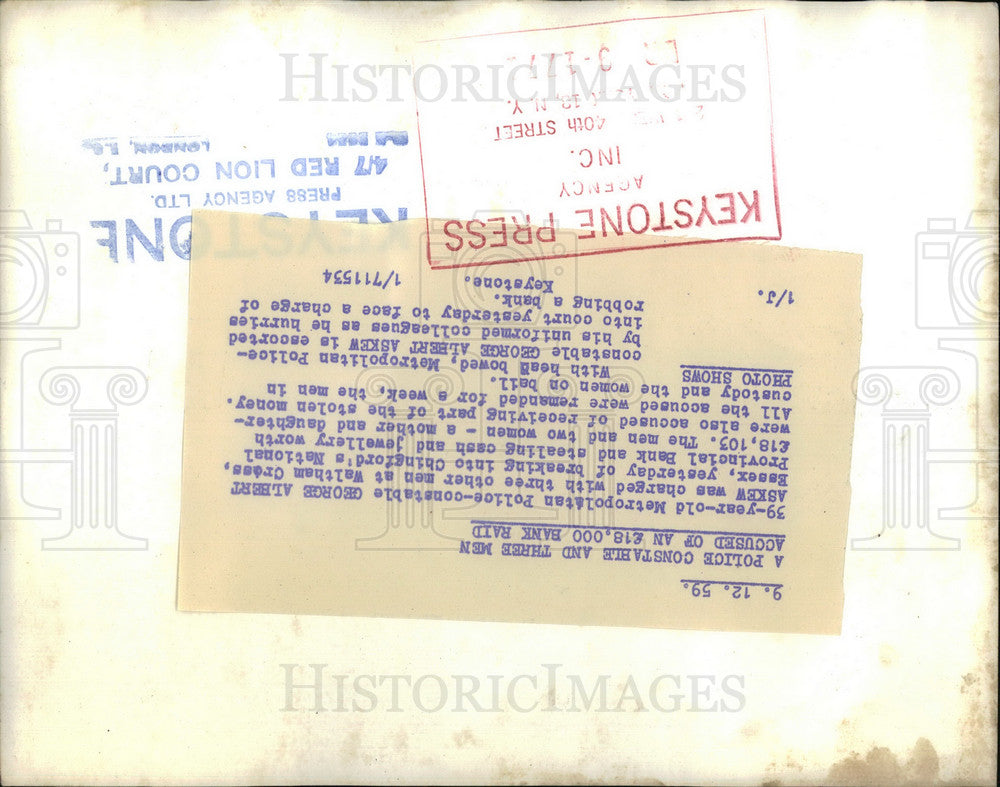 9. 12. 59.
A POLICE CONSTABLE AND THREE MEN
ACCUSED OF AN £18,000 BANK RAID
39-year-old Metropolitan Police-constable GEORGE ALBERT
ASKEW was charged with three other men at Waltham Cross,
Essex, yesterday of breaking into Chingford's National
Provincial Bank and stealing cash and jewellery worth
£18,103. The men and two women - a mother and daughter-
were also accused of receiving part of the stolen money.
All the accused were remanded for a week, the men in
custody and the women on bail.
PHOTO SHOWS
With head bowed, Metropolitan Police-
constable GEORGE ALBERT ASKEW is escorted
by his uniformed colleagues as he hurries
into court yesterday to face a charge of
robbing a bank.
Keystone.
1/J. 1/711554
KEYSTONE PRESS
AGENCY
INC.
40th STREET
18, N.Y.
KEYSTONE
PRESS AGENCY LTD.
4/7 RED LION COURT,
LONDON, E.C.
HISTORICIMAGES
HISTORICIMAGES